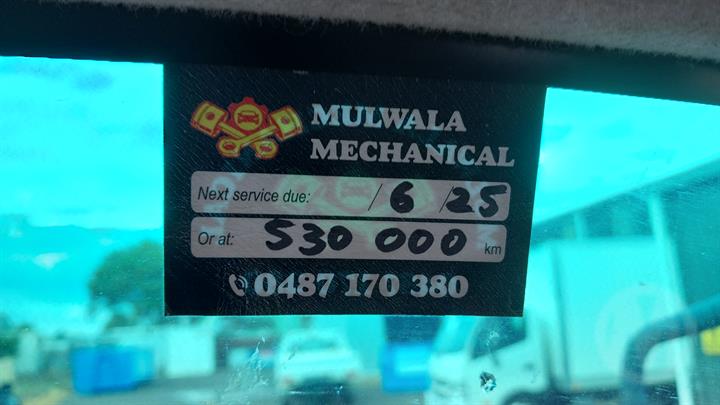 MULWALA
MECHANICAL
Next service due: /6 /25
Or at: 530 000 km
0487 170 380